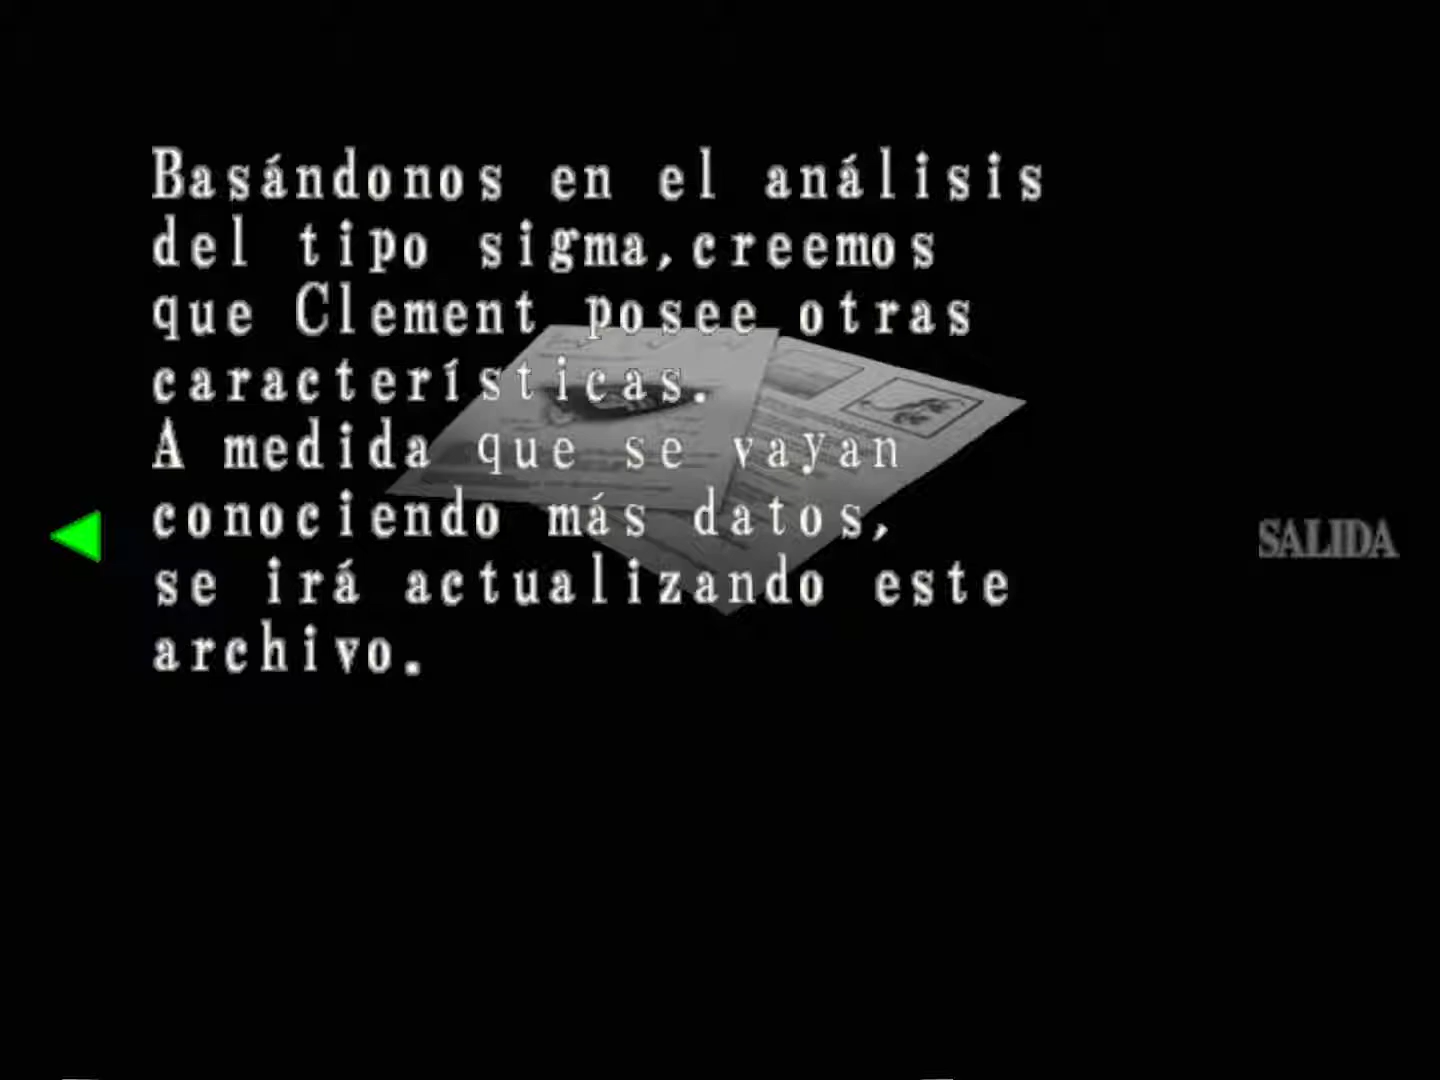 Basándonos en el análisis
del tipo sigma,creemos
que Clement posee otras
características.
A medida que se vayan
conociendo más datos,
se irá actualizando este
archivo.
SALIDA